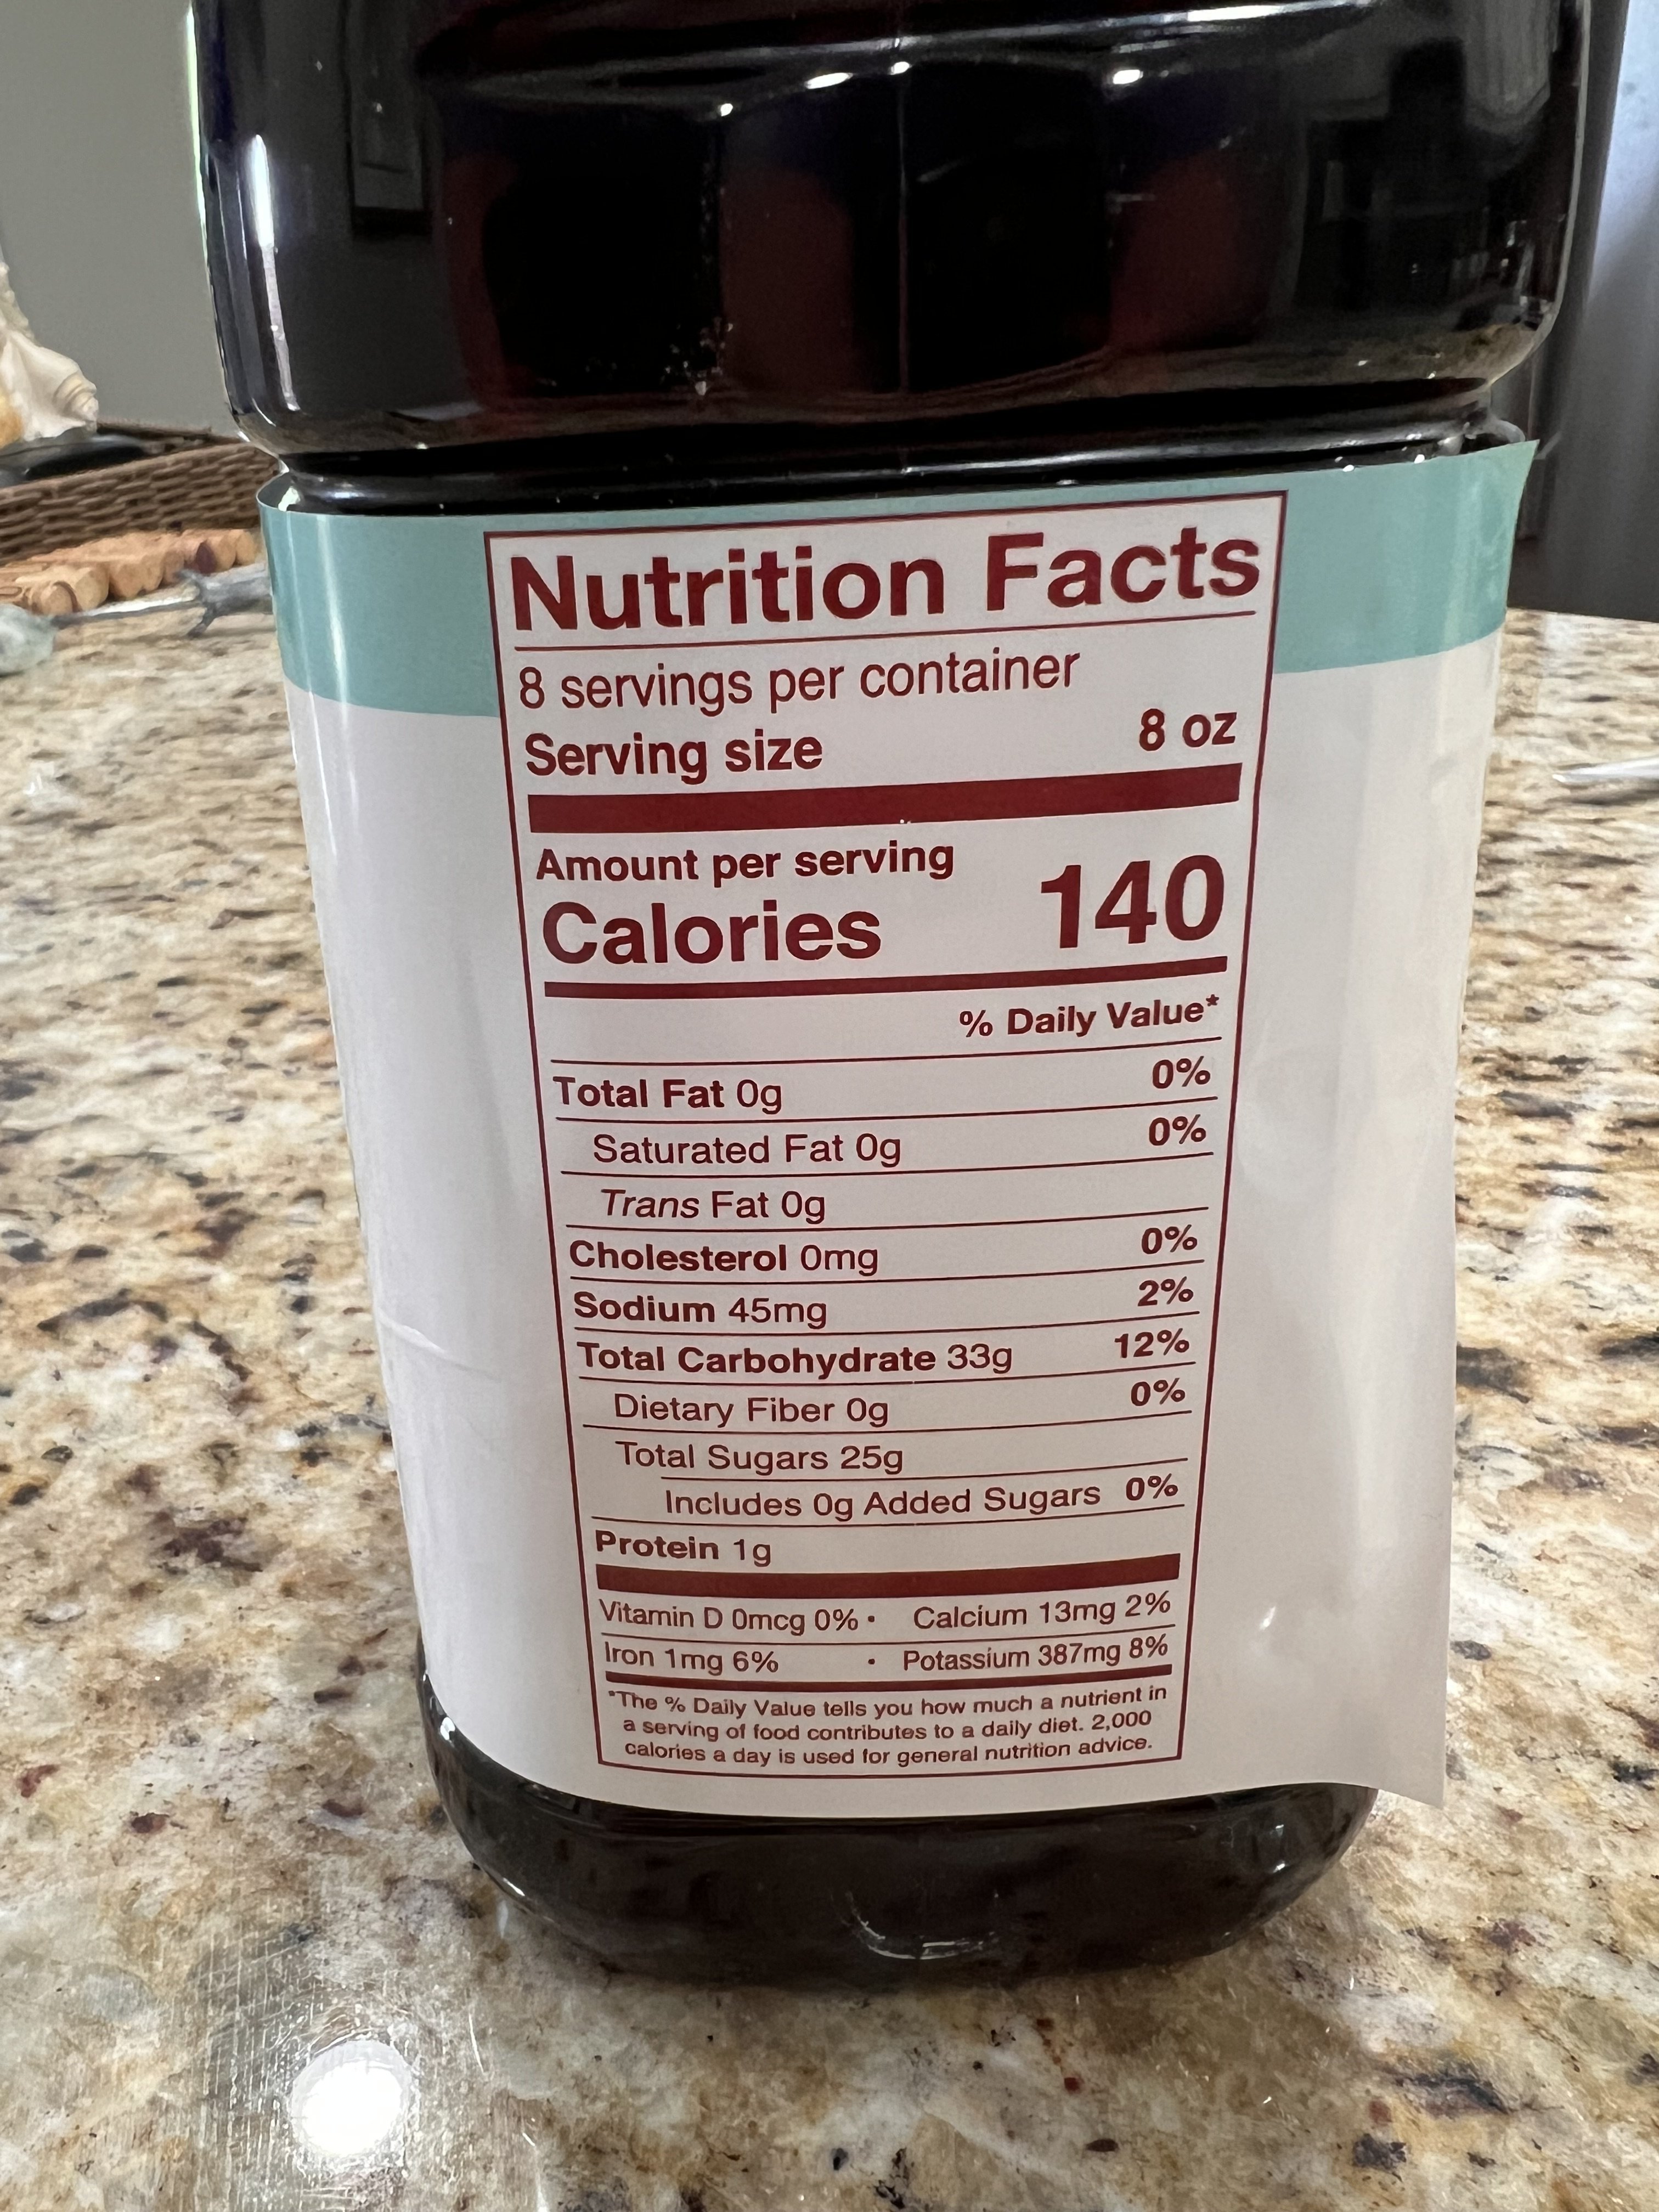 Nutrition Facts
8 servings per container
Serving size 8 oz
Amount per serving
Calories 140
% Daily Value*
Total Fat 0g 0%
Saturated Fat 0g 0%
Trans Fat 0g
Cholesterol 0mg 0%
Sodium 45mg 2%
Total Carbohydrate 33g 12%
Dietary Fiber 0g 0%
Total Sugars 25g
Includes 0g Added Sugars 0%
Protein 1g
Vitamin D 0mcg 0% • Calcium 13mg 2%
Iron 1mg 6% • Potassium 387mg 8%
*The % Daily Value tells you how much a nutrient in
a serving of food contributes to a daily diet. 2,000
calories a day is used for general nutrition advice.